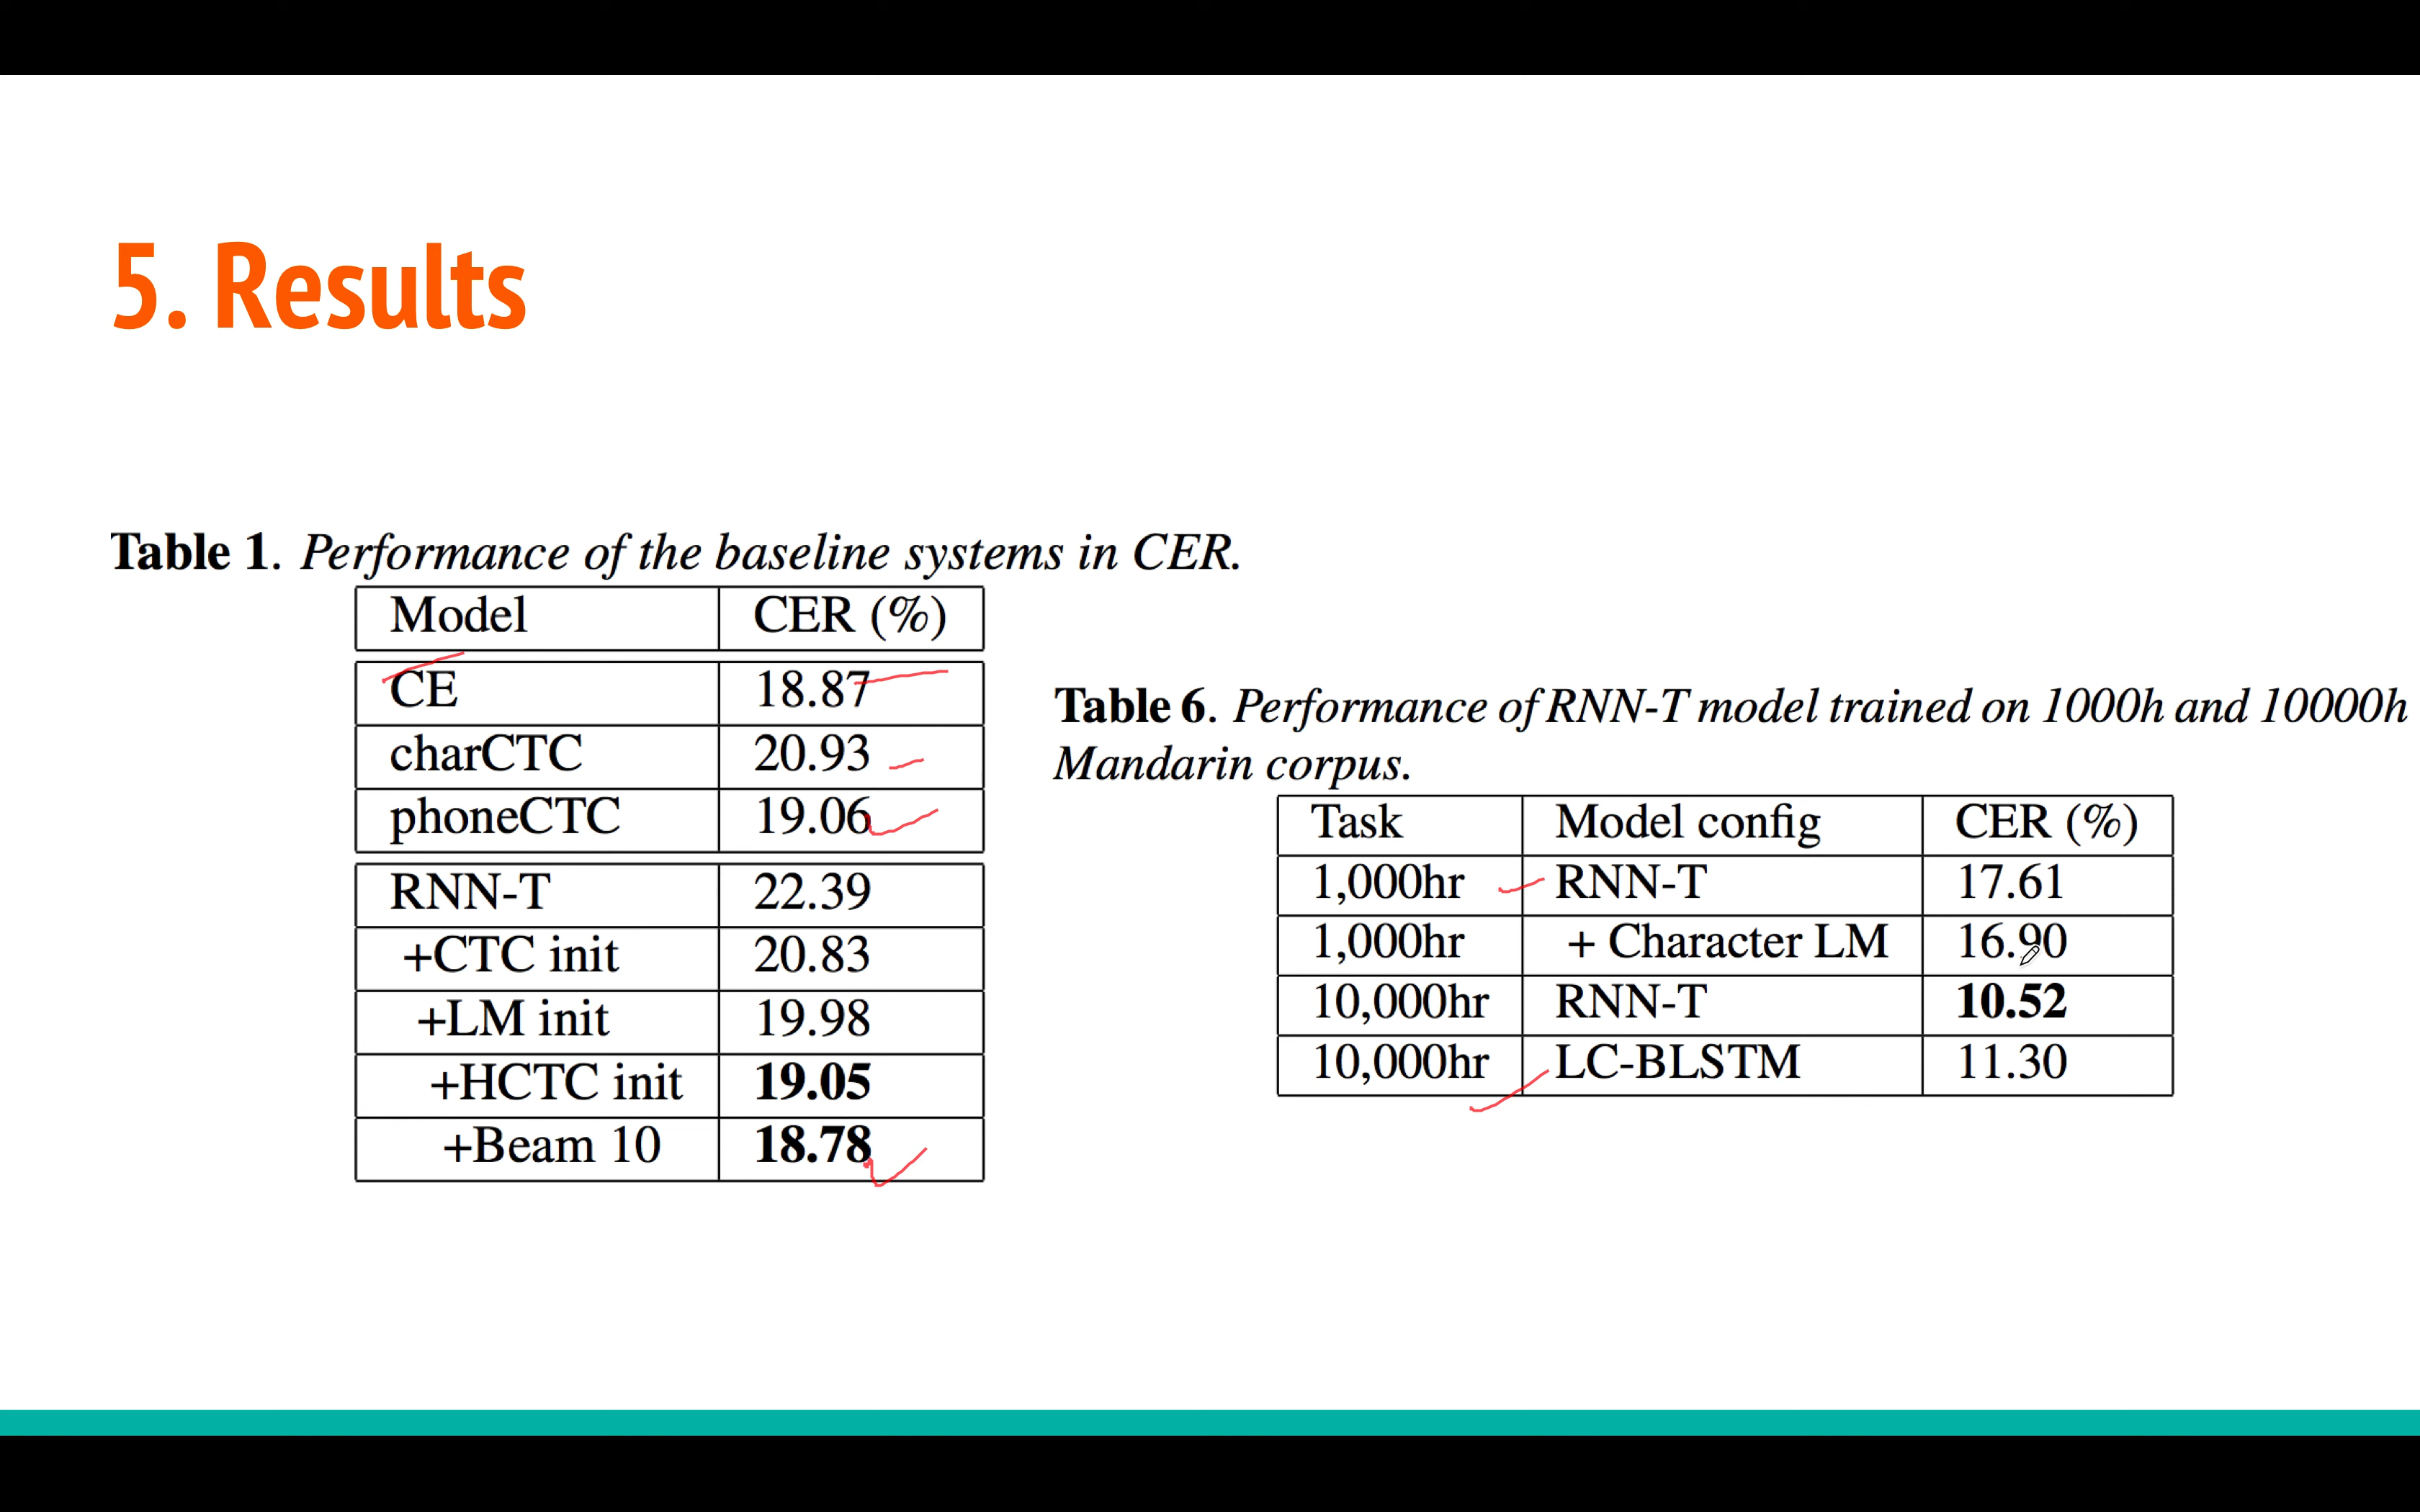 5. Results
Table 1. Performance of the baseline systems in CER.
Model CER (%)
CE 18.87
charCTC 20.93
phoneCTC 19.06
RNN-T 22.39
+CTC init 20.83
+LM init 19.98
+HCTC init 19.05
+Beam 10 18.78
Table 6. Performance of RNN-T model trained on 1000h and 10000h
Mandarin corpus.
Task Model config CER (%)
1,000hr RNN-T 17.61
1,000hr + Character LM 16.90
10,000hr RNN-T 10.52
10,000hr LC-BLSTM 11.30